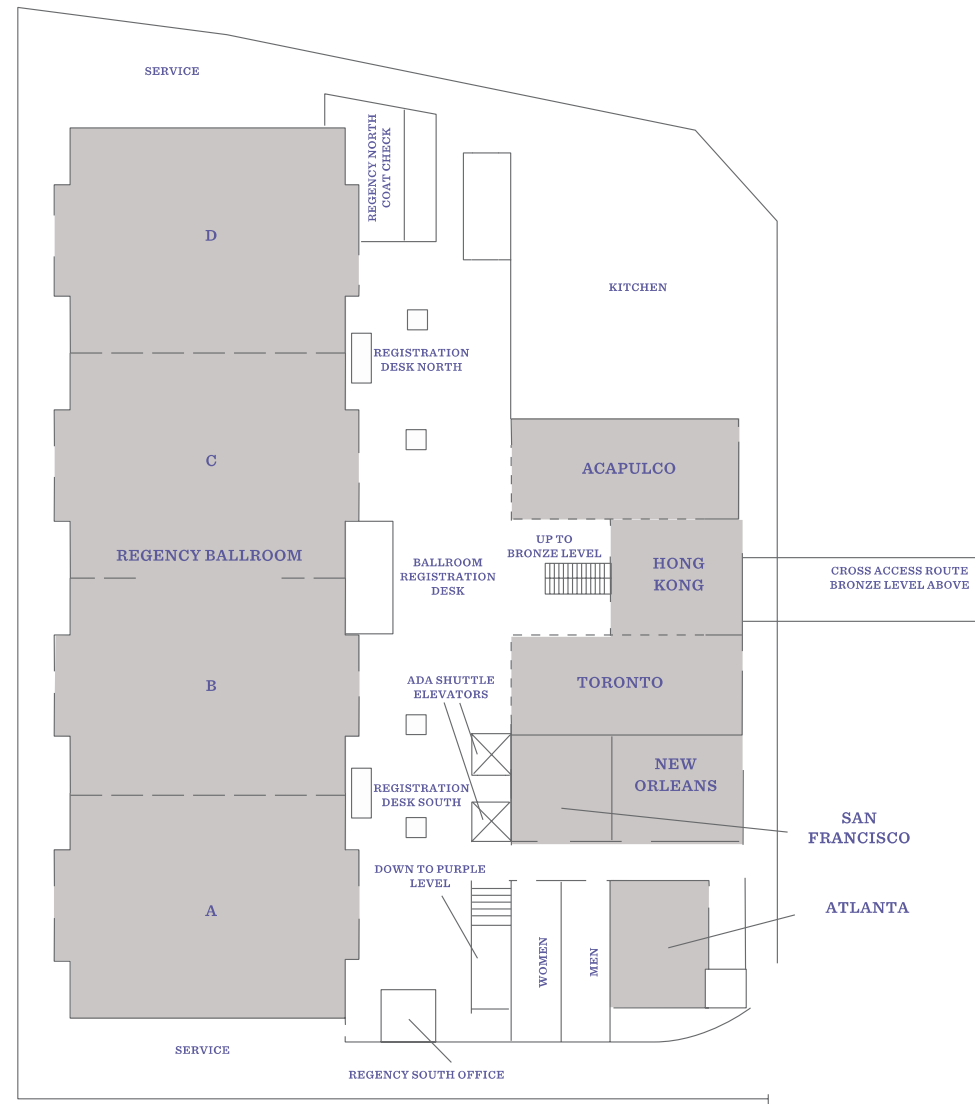 SERVICE
REGENCY NORTH
COAT CHECK
D
KITCHEN
REGISTRATION
DESK NORTH
C
ACAPULCO
UP TO
BRONZE LEVEL
REGENCY BALLROOM
BALLROOM
REGISTRATION
DESK
HONG
KONG
CROSS ACCESS ROUTE
BRONZE LEVEL ABOVE
B
ADA SHUTTLE
ELEVATORS
TORONTO
REGISTRATION
DESK SOUTH
NEW
ORLEANS
SAN
FRANCISCO
DOWN TO PURPLE
LEVEL
A
WOMEN
MEN
ATLANTA
SERVICE
REGENCY SOUTH OFFICE